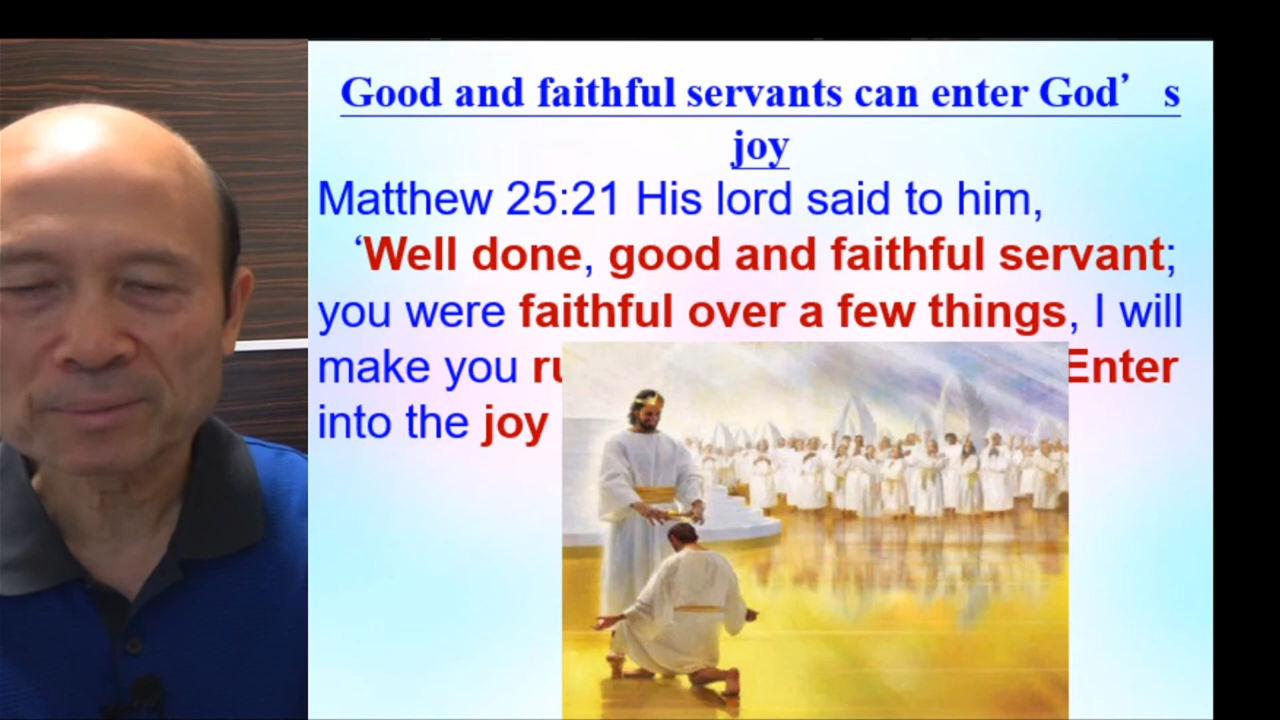 Good and faithful servants can enter God’ s
joy
Matthew 25:21 His lord said to him,
‘Well done, good and faithful servant;
you were faithful over a few things, I will
make you Enter
into the joy